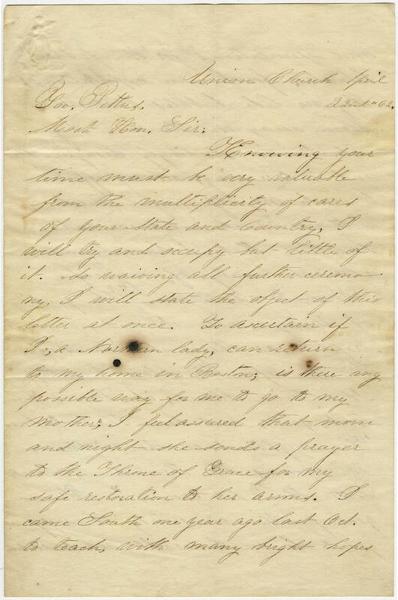 Union Church April
Gov. Pettus. 22nd 62.
Most Hon. Sir:
Knowing your
time must be very valuable
from the multiplicity of cares
of your State and Country, I
will try and occupy but little of
it. So waiving all further ceremo
ny, I will state the object of this
letter at once. To ascertain if
I, a Northern lady, can return
to my home in Boston; is there any
possible way for me to go to my
Mother; I feel assured that morn
and night she sends a prayer
to the Throne of Grace for my
safe restoration to her arms. I
came South one year ago last Oct.
to teach, with many bright hopes